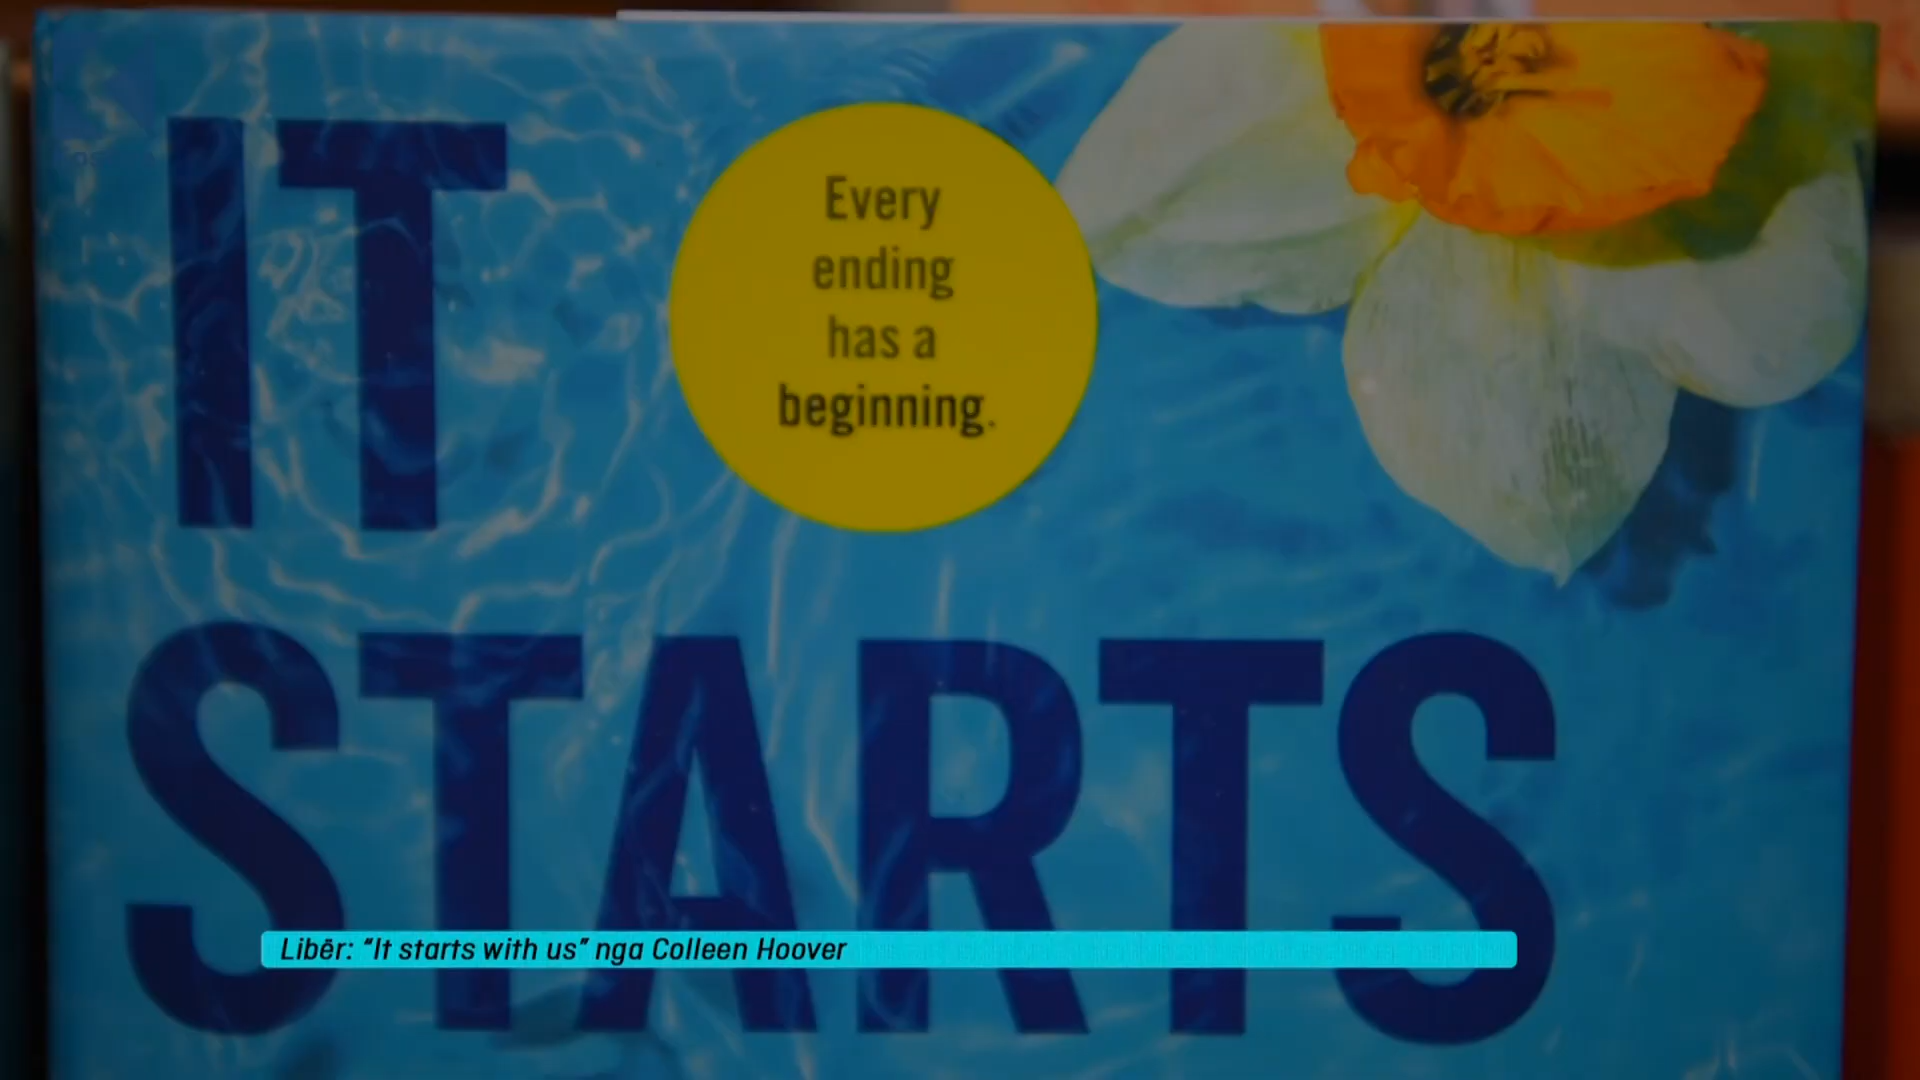 IT
Every
ending
has a
beginning.
STARTS
Libër: “It starts with us” nga Colleen Hoover